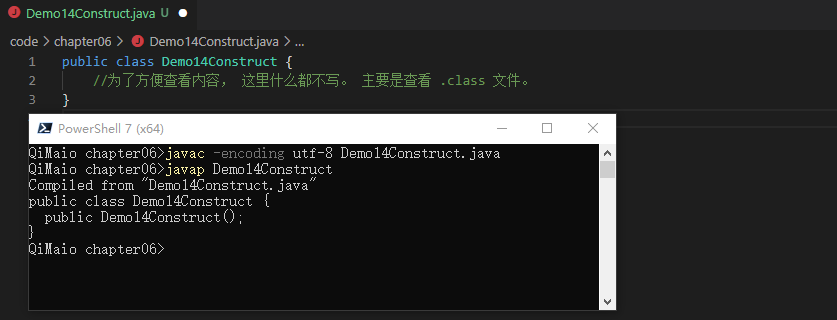 Demo14Construct.java U
code > chapter06 > Demo14Construct.java > ...
1 public class Demo14Construct {
2 //为了方便查看内容, 这里什么都不写。 主要是查看 .class 文件。
3 }
PowerShell 7 (x64)
QiMaio chapter06>javac -encoding utf-8 Demo14Construct.java
QiMaio chapter06>javap Demo14Construct
Compiled from "Demo14Construct.java"
public class Demo14Construct {
public Demo14Construct();
}
QiMaio chapter06>